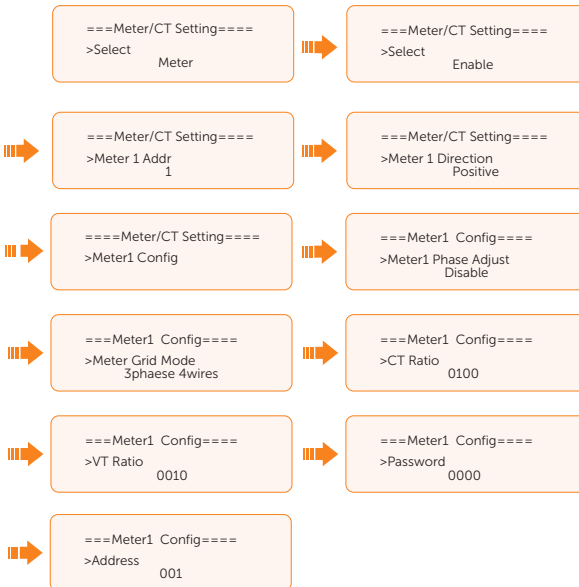 ===Meter/CT Setting====
>Select
Meter
===Meter/CT Setting====
>Select
Enable
===Meter/CT Setting====
>Meter 1 Addr
1
===Meter/CT Setting====
>Meter 1 Direction
Positive
====Meter/CT Setting====
>Meter1 Config
===Meter1 Config====
>Meter1 Phase Adjust
Disable
===Meter1 Config====
>Meter Grid Mode
3phaese 4wires
===Meter1 Config====
>CT Ratio
0100
===Meter1 Config====
>VT Ratio
0010
===Meter1 Config====
>Password
0000
===Meter1 Config====
>Address
001